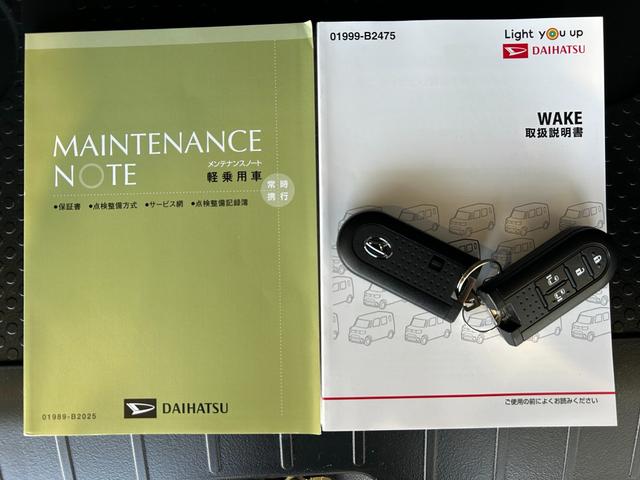 MAINTENANCE
NOTE
メンテナンスノート
軽乗用車
常時
携行
●保証書 ●点検整備方式 ●サービス網 ●点検整備記録簿
01989-B2025
DAIHATSU
01999-B2475
Light you up
DAIHATSU
WAKE
取扱説明書
ご使用の前によくお読みください